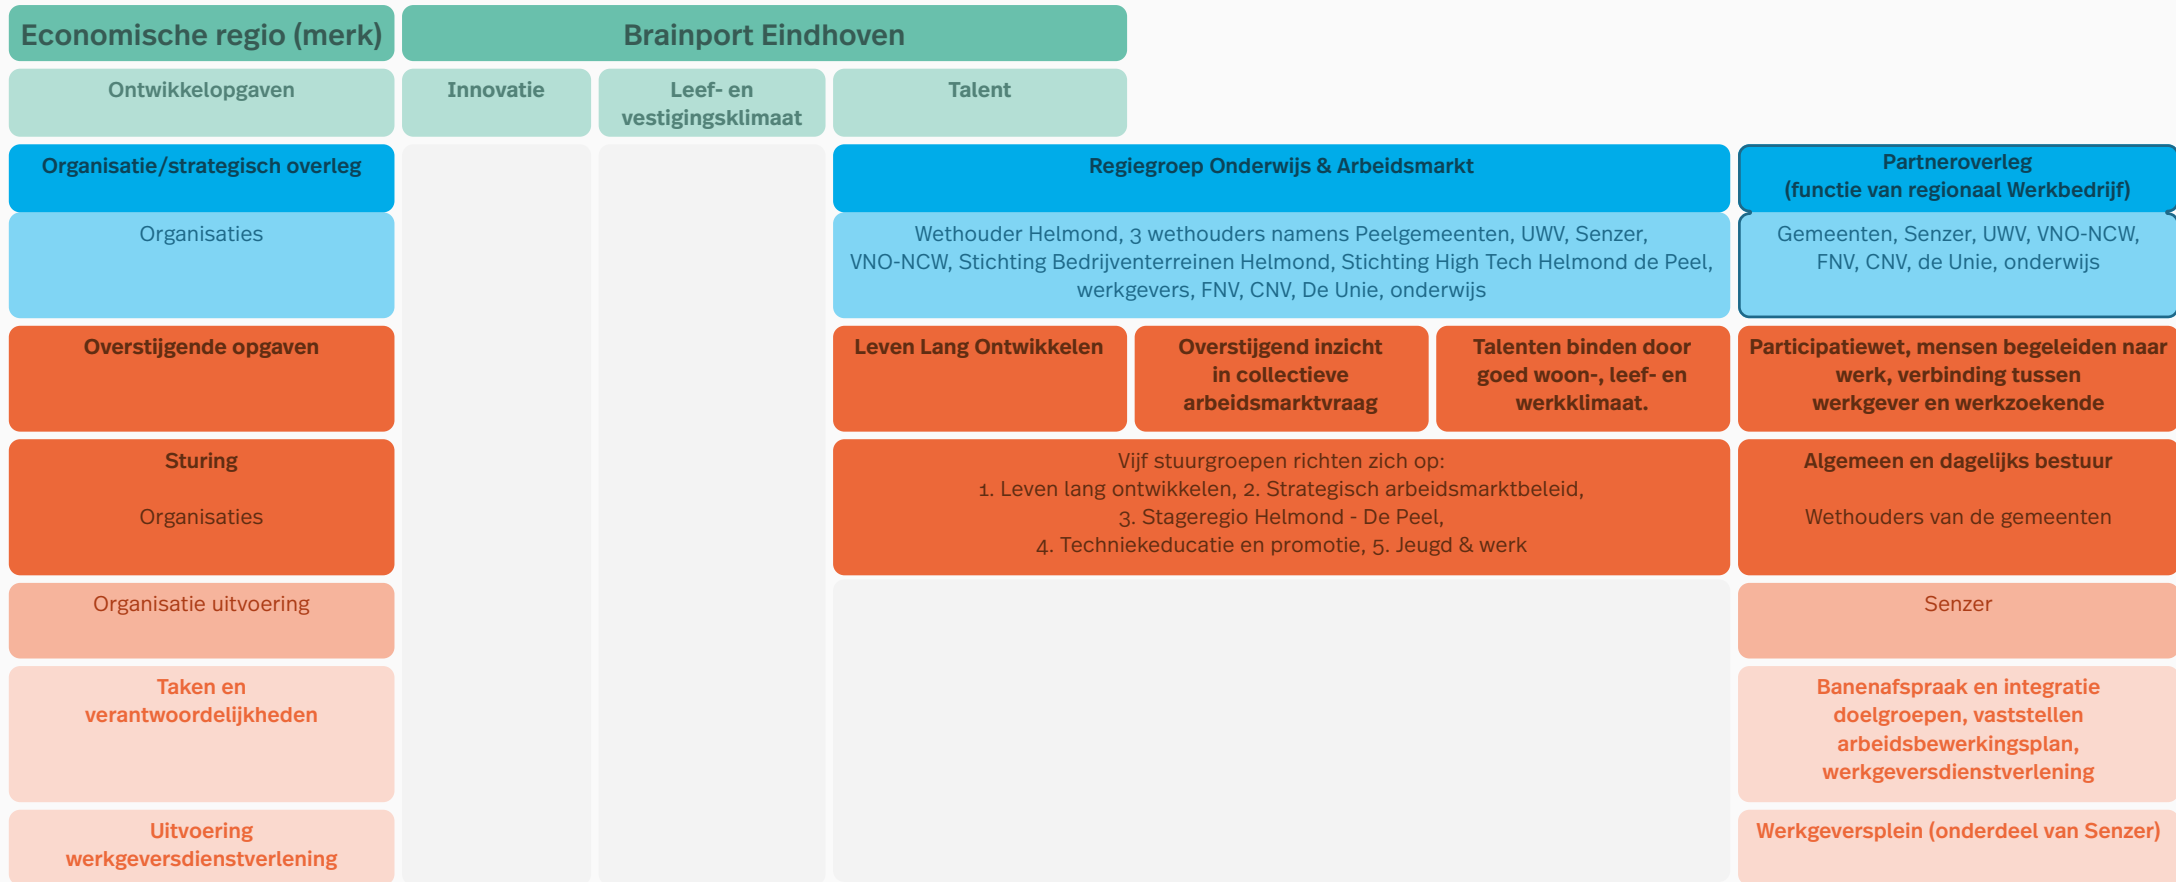 Economische regio (merk)
Brainport Eindhoven
Ontwikkelopgaven
Innovatie
Leef- en
vestigingsklimaat
Talent
Organisatie/strategisch overleg
Regiegroep Onderwijs & Arbeidsmarkt
Partneroverleg
(functie van regionaal Werkbedrijf)
Organisaties
Wethouder Helmond, 3 wethouders namens Peelgemeenten, UWV, Senzer,
VNO-NCW, Stichting Bedrijventerreinen Helmond, Stichting High Tech Helmond de Peel,
werkgevers, FNV, CNV, De Unie, onderwijs
Gemeenten, Senzer, UWV, VNO-NCW,
FNV, CNV, de Unie, onderwijs
Overstijgende opgaven
Leven Lang Ontwikkelen
Overstijgend inzicht
in collectieve
arbeidsmarktvraag
Talenten binden door
goed woon-, leef- en
werkklimaat.
Participatiewet, mensen begeleiden naar
werk, verbinding tussen
werkgever en werkzoekende
Sturing
Organisaties
Vijf stuurgroepen richten zich op:
1. Leven lang ontwikkelen, 2. Strategisch arbeidsmarktbeleid,
3. Stageregio Helmond - De Peel,
4. Techniekeducatie en promotie, 5. Jeugd & werk
Algemeen en dagelijks bestuur
Wethouders van de gemeenten
Organisatie uitvoering
Senzer
Taken en
verantwoordelijkheden
Banenafspraak en integratie
doelgroepen, vaststellen
arbeidsbewerkingsplan,
werkgeversdienstverlening
Uitvoering
werkgeversdienstverlening
Werkgeversplein (onderdeel van Senzer)